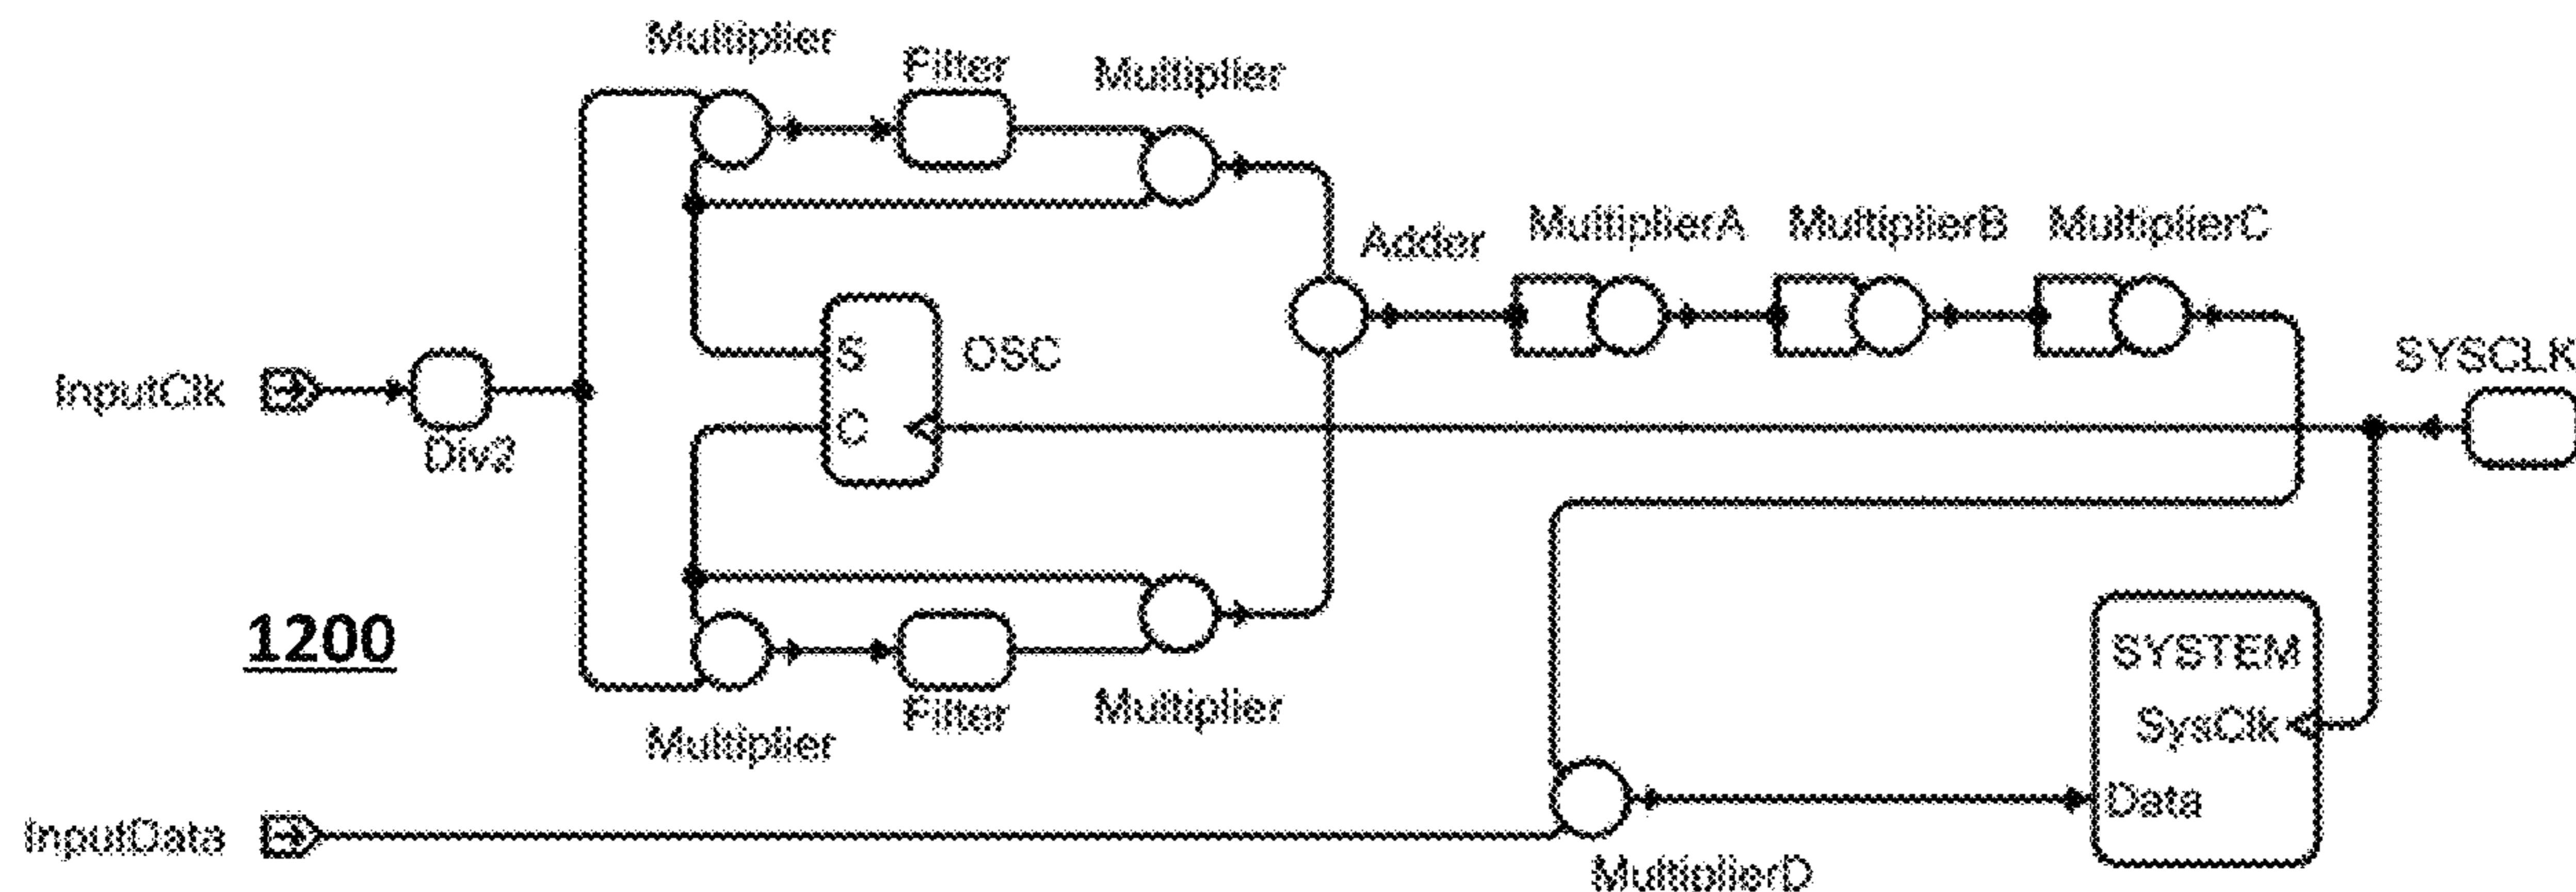 Multiplier
Filter
Multiplier
Adder
MultiplierA
MultiplierB
MultiplierC
SYSCLK
S
OSC
C
InputClk
Div2
1200
Multiplier
Filter
Multiplier
SYSTEM
SysClk
Data
InputData
MultiplierD